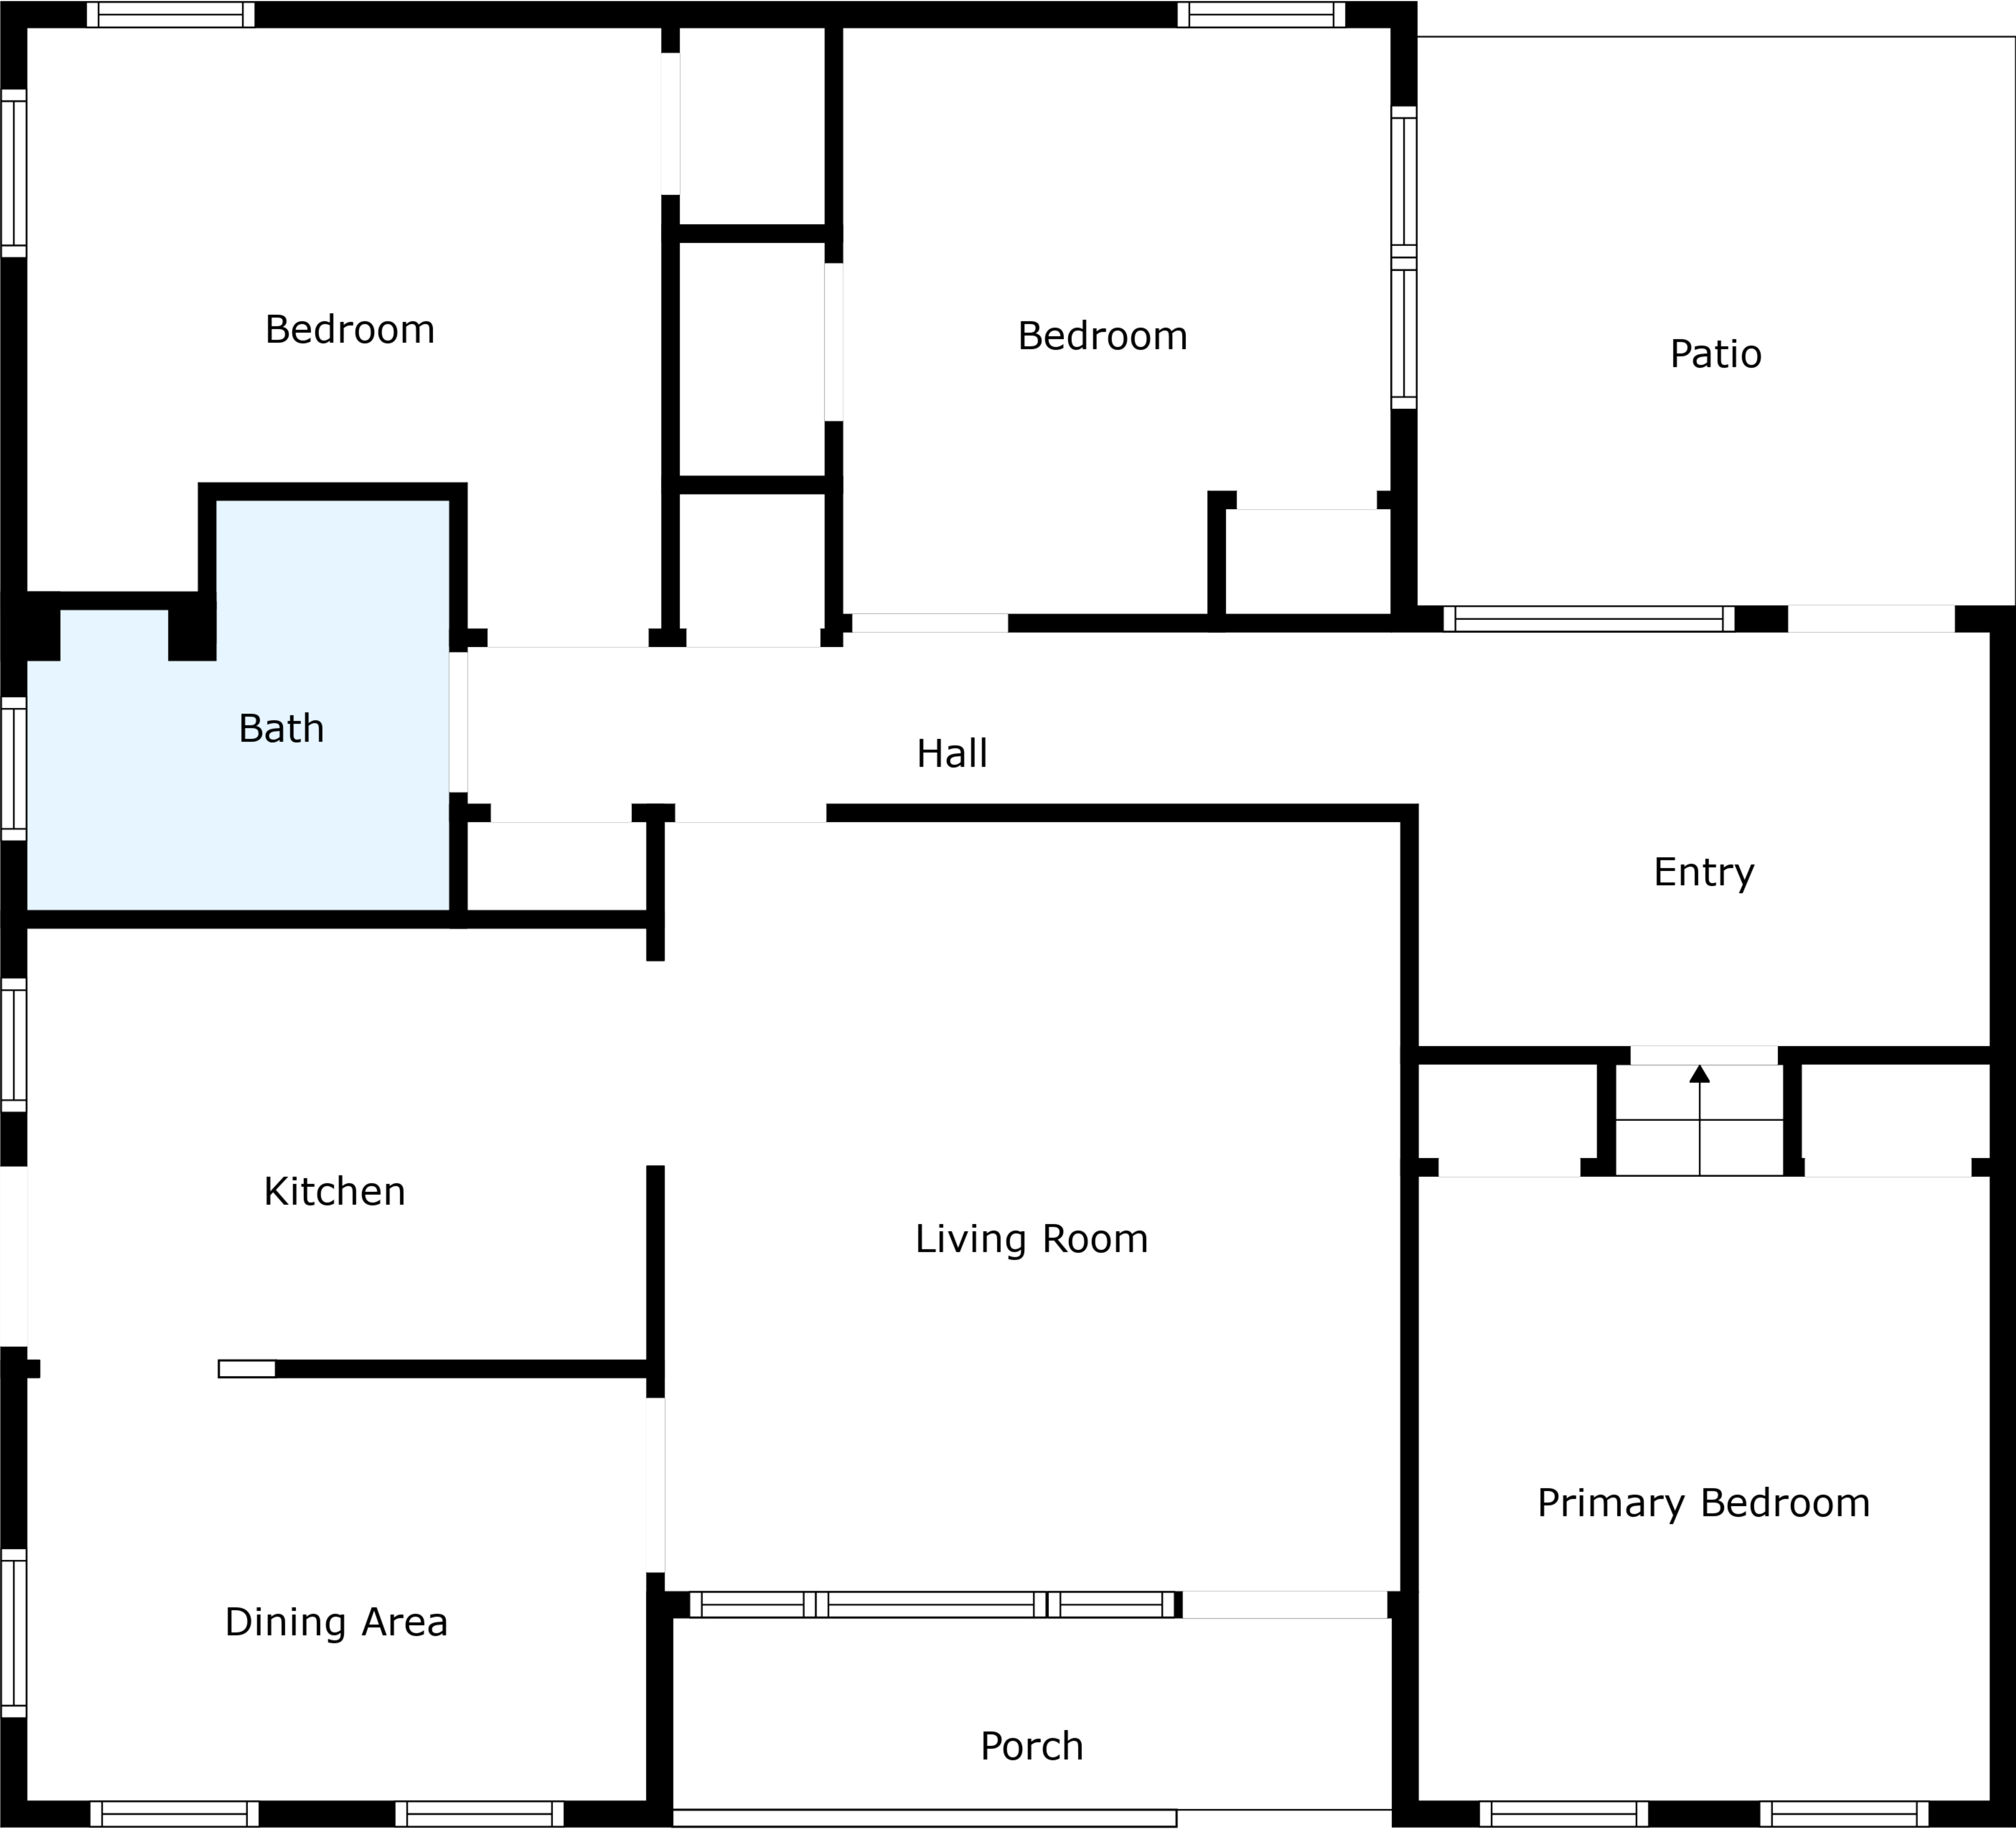 Bedroom
Bedroom
Patio
Bath
Hall
Entry
Kitchen
Living Room
Primary Bedroom
Dining Area
Porch